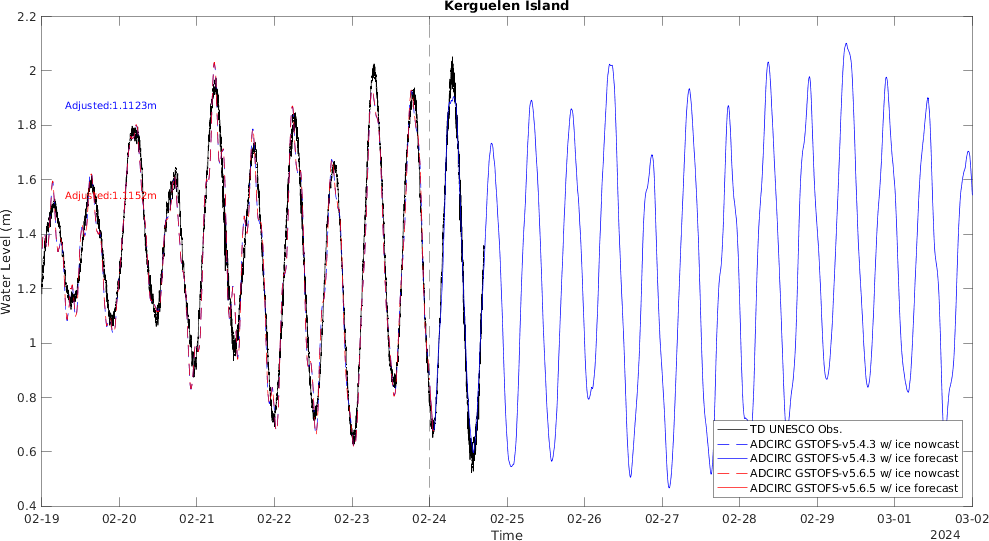 Kerguelen Island
2.2
2
1.8
1.6
1.4
1.2
1
0.8
0.6
0.4
Water Level (m)
Adjusted:1.1123m
Adjusted:1.1152m
TD UNESCO Obs.
ADCIRC GSTOFS-v5.4.3 w/ ice nowcast
ADCIRC GSTOFS-v5.4.3 w/ ice forecast
ADCIRC GSTOFS-v5.6.5 w/ ice nowcast
ADCIRC GSTOFS-v5.6.5 w/ ice forecast
02-19 02-20 02-21 02-22 02-23 02-24 02-25 02-26 02-27 02-28 02-29 03-01 03-02
Time
2024